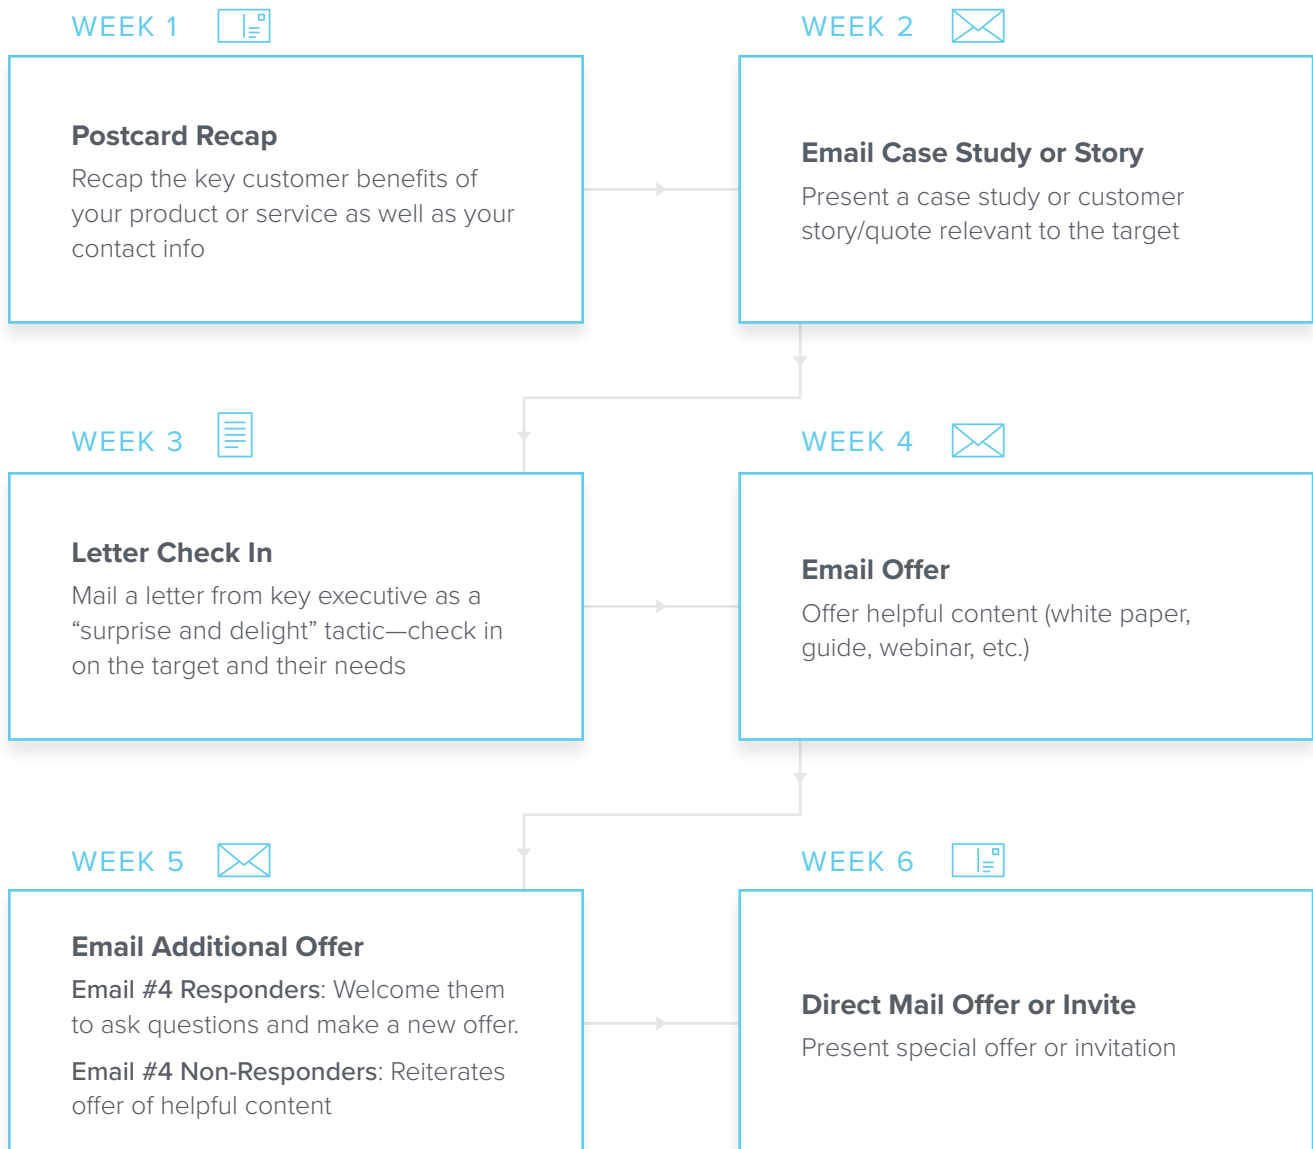 WEEK 1
Postcard Recap
Recap the key customer benefits of
your product or service as well as your
contact info
WEEK 2
Email Case Study or Story
Present a case study or customer
story/quote relevant to the target
WEEK 3
Letter Check In
Mail a letter from key executive as a
“surprise and delight” tactic—check in
on the target and their needs
WEEK 4
Email Offer
Offer helpful content (white paper,
guide, webinar, etc.)
WEEK 5
Email Additional Offer
Email #4 Responders: Welcome them
to ask questions and make a new offer.
Email #4 Non-Responders: Reiterates
offer of helpful content
WEEK 6
Direct Mail Offer or Invite
Present special offer or invitation